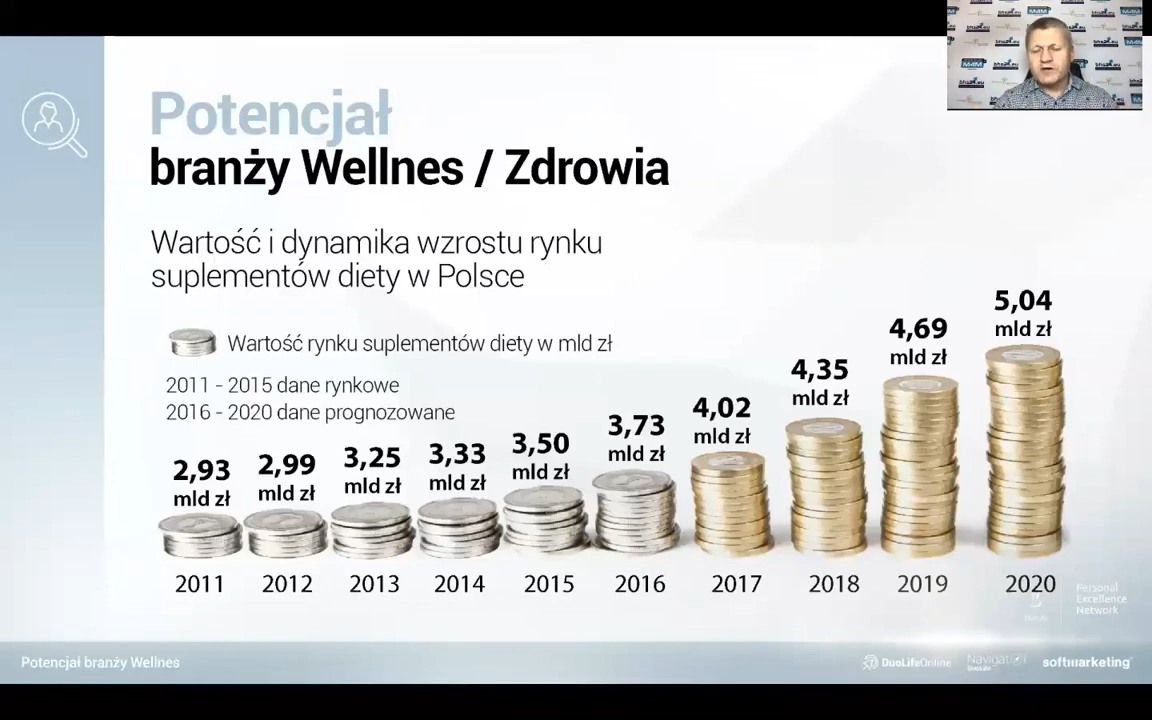 Potencjał
branży Wellnes / Zdrowia
Wartość i dynamika wzrostu rynku
suplementów diety w Polsce
Wartość rynku suplementów diety w mld zł
2011 - 2015 dane rynkowe
2016 - 2020 dane prognozowane
2,93
mld zł
2,99
mld zł
3,25
mld zł
3,33
mld zł
3,50
mld zł
3,73
mld zł
4,02
mld zł
4,35
mld zł
4,69
mld zł
5,04
mld zł
2011 2012 2013 2014 2015 2016 2017 2018 2019 2020
Personal
Excellence
Network
Potencjał branży Wellnes
DuoLifeOnline
Navigation
DuoLife
softmarketing